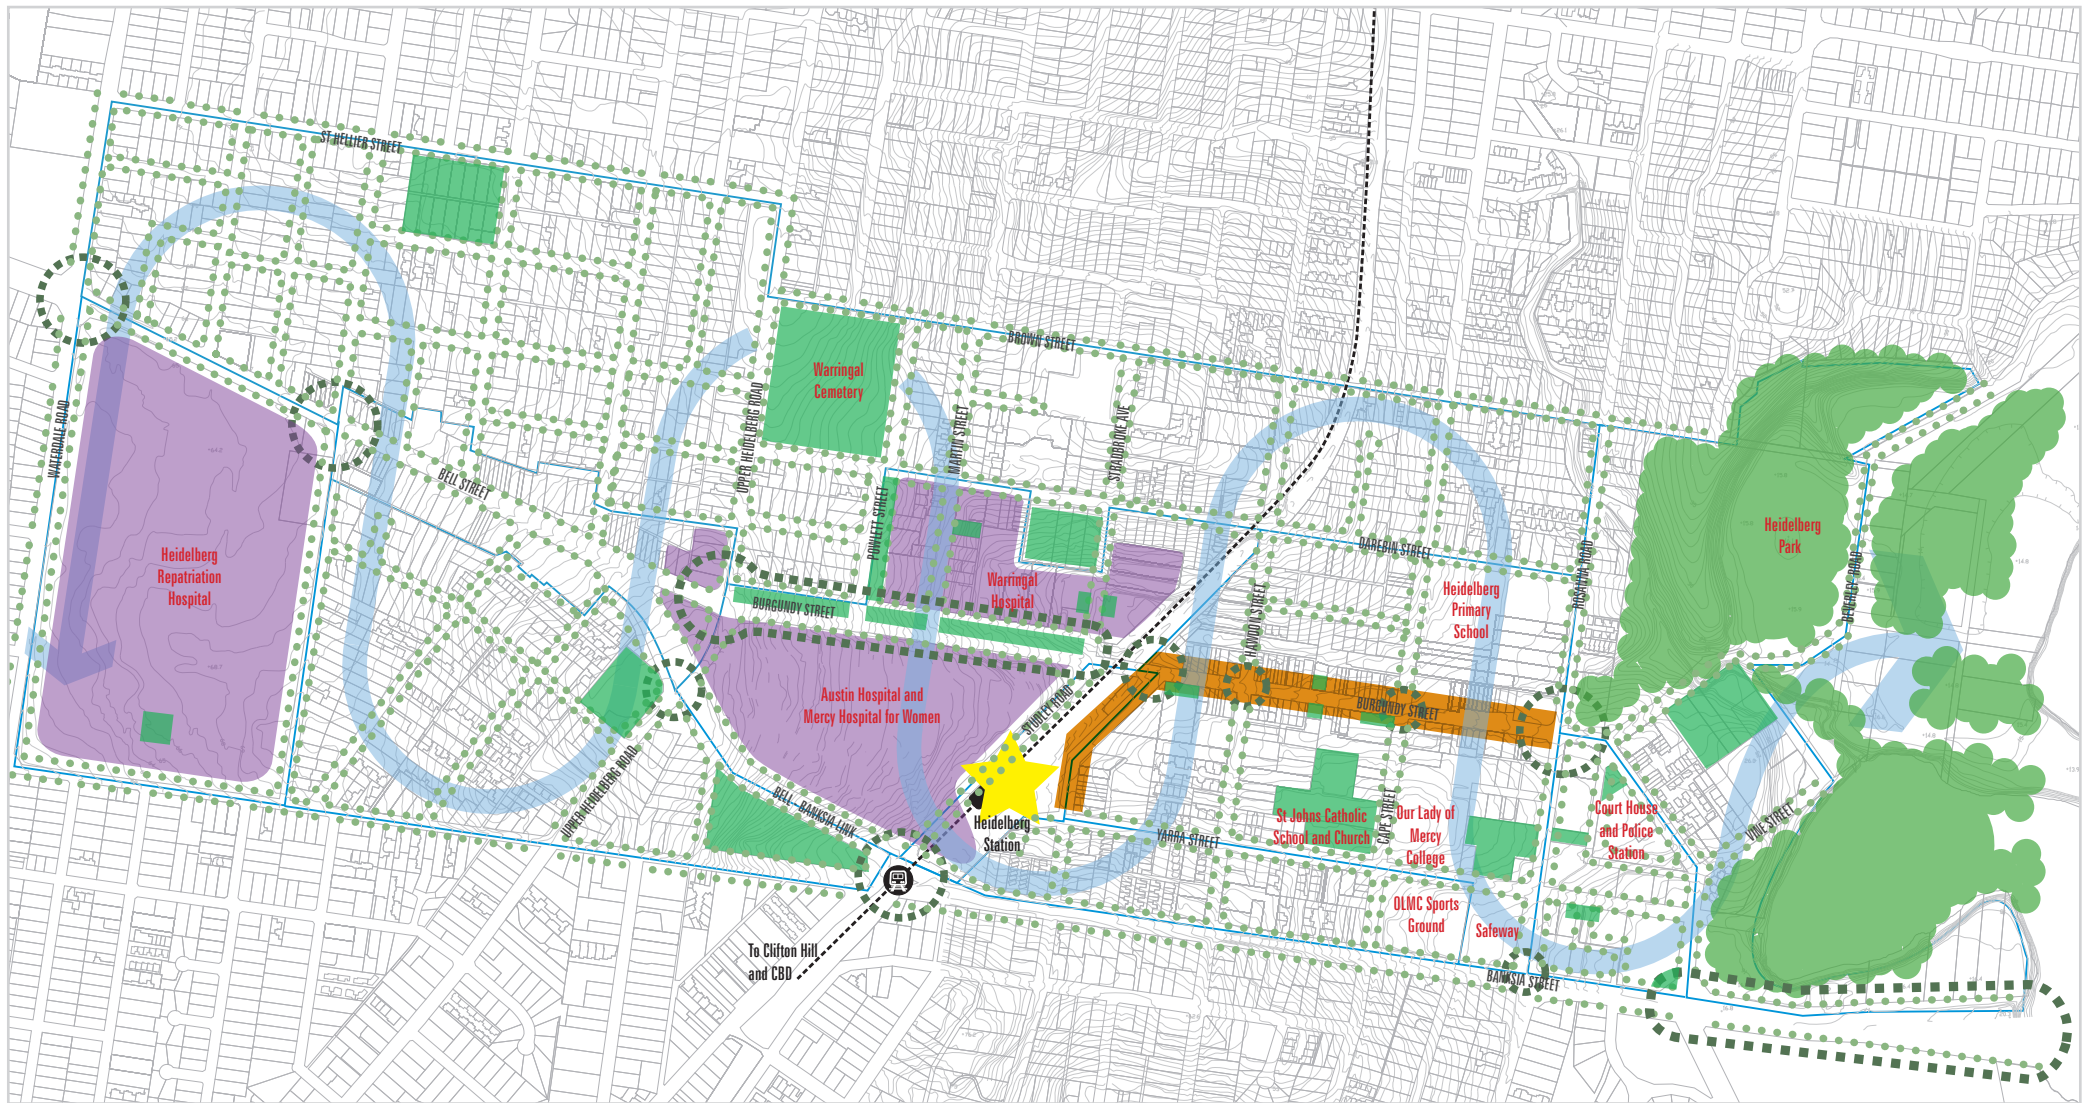 ST HELLIER STREET
BROWN STREET
Warringal
Cemetery
UPPER HEIDELBERG ROAD
MARTIN STREET
STRADBROKE AVE
WATERDALE ROAD
BELL STREET
POWLETT STREET
Heidelberg
Park
DAREBIN STREET
ROSANNA ROAD
BEVERLEY ROAD
Heidelberg
Repatriation
Hospital
Warringal
Hospital
BURGUNDY STREET
HAWDON STREET
Heidelberg
Primary
School
Austin Hospital and
Mercy Hospital for Women
STUDLEY ROAD
BURGUNDY STREET
UPPER HEIDELBERG ROAD
BELL - BANKSIA LINK
Heidelberg
Station
YARRA STREET
St Johns Catholic
School and Church
CAPE STREET
Our Lady of
Mercy
College
Court House
and Police
Station
VINE STREET
OLMC Sports
Ground
Safeway
To Clifton Hill
and CBD
BANKSIA STREET